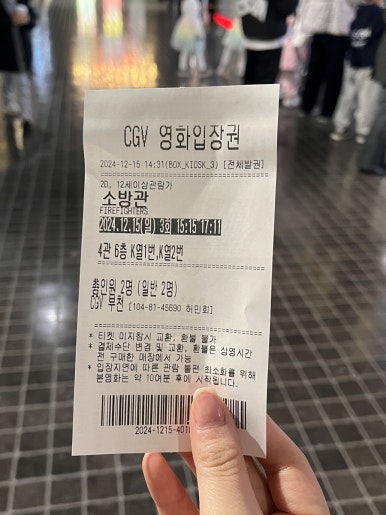 CGV 영화입장권
2024-12-15 14:31(BOX_KIOSK_3) [전체발권]
2D, 12세이상관람가
소방관
FIREFIGHTERS
2024.12.15(일) 3회 15:15~17:11
4관 6층 K열1번,K열2번
총인원 2명 (일반 2명)
CGV 부천 [104-81-45690 허민회]
* 티켓 미지참시 교환, 환불 불가
* 결제수단 변경 및 교환, 환불은 상영시간
전 구매한 매장에서 가능
* 입장지연에 따른 관람 불편 최소화를 위해
본영화는 약 10여분 후에 시작됩니다.